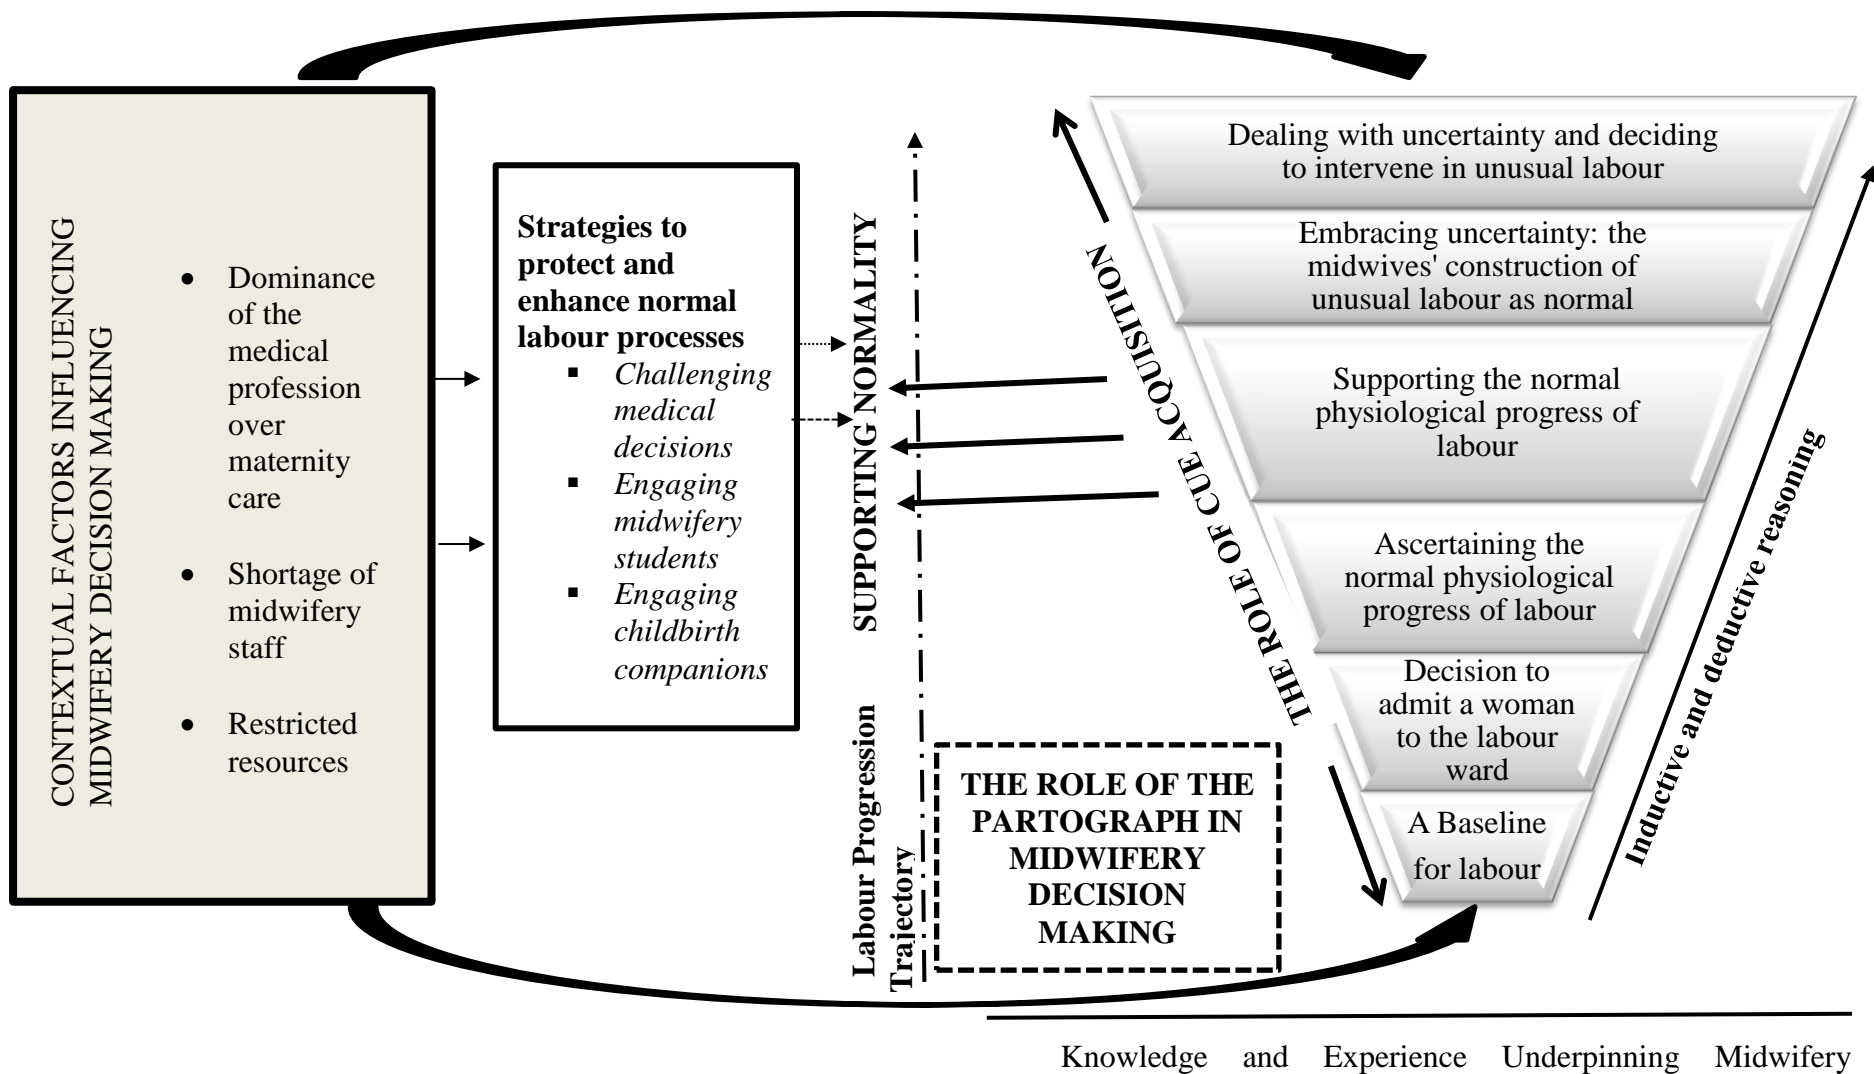 CONTEXTUAL FACTORS INFLUENCING
MIDWIFERY DECISION MAKING
• Dominance
of the
medical
profession
over
maternity
care
• Shortage of
midwifery
staff
• Restricted
resources
Strategies to
protect and
enhance normal
labour processes
▪ Challenging
medical
decisions
▪ Engaging
midwifery
students
▪ Engaging
childbirth
companions
SUPPORTING NORMALITY
Labour Progression
Trajectory
THE ROLE OF THE
PARTOGRAPH IN
MIDWIFERY
DECISION
MAKING
THE ROLE OF CUE ACQUISITION
Dealing with uncertainty and deciding
to intervene in unusual labour
Embracing uncertainty: the
midwives' construction of
unusual labour as normal
Supporting the normal
physiological progress of
labour
Ascertaining the
normal physiological
progress of labour
Decision to
admit a woman
to the labour
ward
A Baseline
for labour
Inductive and deductive reasoning
Knowledge and Experience Underpinning Midwifery